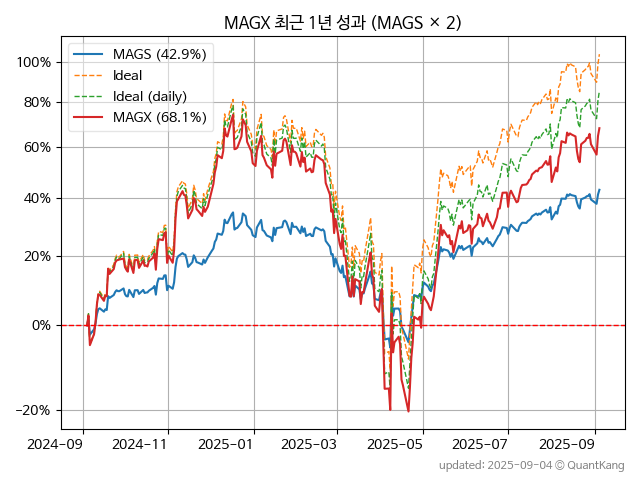 MAGX 최근 1년 성과 (MAGS × 2)
MAGS (42.9%)
Ideal
Ideal (daily)
MAGX (68.1%)
100%
80%
60%
40%
20%
0%
−20%
2024-09
2024-11
2025-01
2025-03
2025-05
2025-07
2025-09
updated: 2025-09-04 © QuantKang